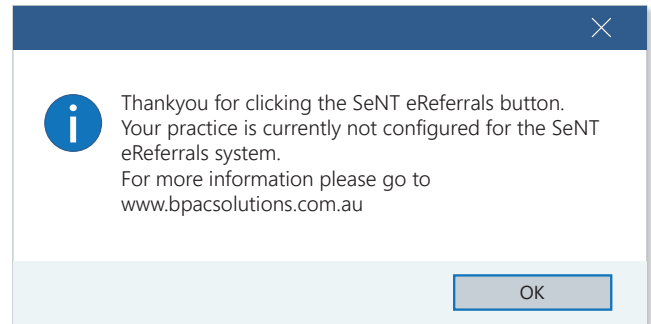 Thankyou for clicking the SeNT eReferrals button.
Your practice is currently not configured for the SeNT
eReferrals system.
For more information please go to
www.bpacsolutions.com.au
OK